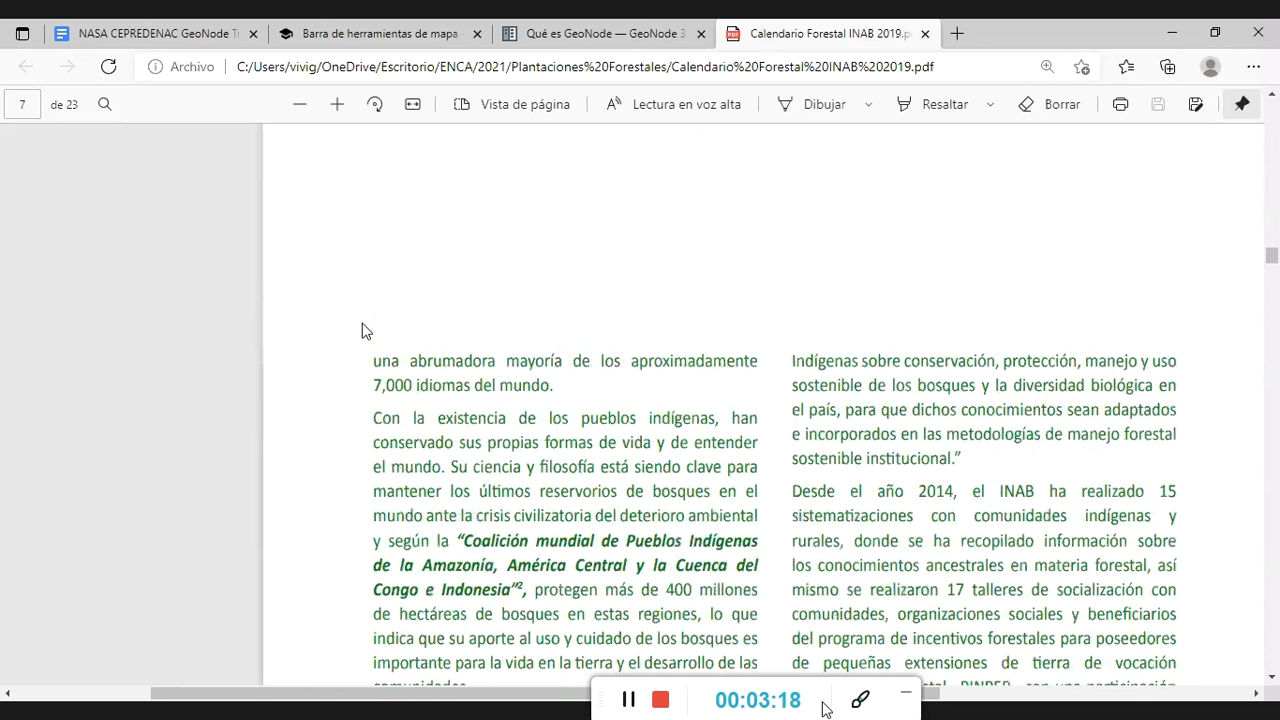 NASA CEPREDENAC GeoNode Tr
Barra de herramientas de mapa
Qué es GeoNode — GeoNode 3
Calendario Forestal INAB 2019.p
Archivo
C:/Users/vivig/OneDrive/Escritorio/ENCA/2021/Plantaciones%20Forestales/Calendario%20Forestal%20INAB%202019.pdf
7 de 23
Vista de página
Lectura en voz alta
Dibujar
Resaltar
Borrar
una abrumadora mayoría de los aproximadamente
7,000 idiomas del mundo.
Con la existencia de los pueblos indígenas, han
conservado sus propias formas de vida y de entender
el mundo. Su ciencia y filosofía está siendo clave para
mantener los últimos reservorios de bosques en el
mundo ante la crisis civilizatoria del deterioro ambiental
y según la “Coalición mundial de Pueblos Indígenas
de la Amazonía, América Central y la Cuenca del
Congo e Indonesia”², protegen más de 400 millones
de hectáreas de bosques en estas regiones, lo que
indica que su aporte al uso y cuidado de los bosques es
importante para la vida en la tierra y el desarrollo de las
comunidades.
Indígenas sobre conservación, protección, manejo y uso
sostenible de los bosques y la diversidad biológica en
el país, para que dichos conocimientos sean adaptados
e incorporados en las metodologías de manejo forestal
sostenible institucional.”
Desde el año 2014, el INAB ha realizado 15
sistematizaciones con comunidades indígenas y
rurales, donde se ha recopilado información sobre
los conocimientos ancestrales en materia forestal, así
mismo se realizaron 17 talleres de socialización con
comunidades, organizaciones sociales y beneficiarios
del programa de incentivos forestales para poseedores
de pequeñas extensiones de tierra de vocación
00:03:18